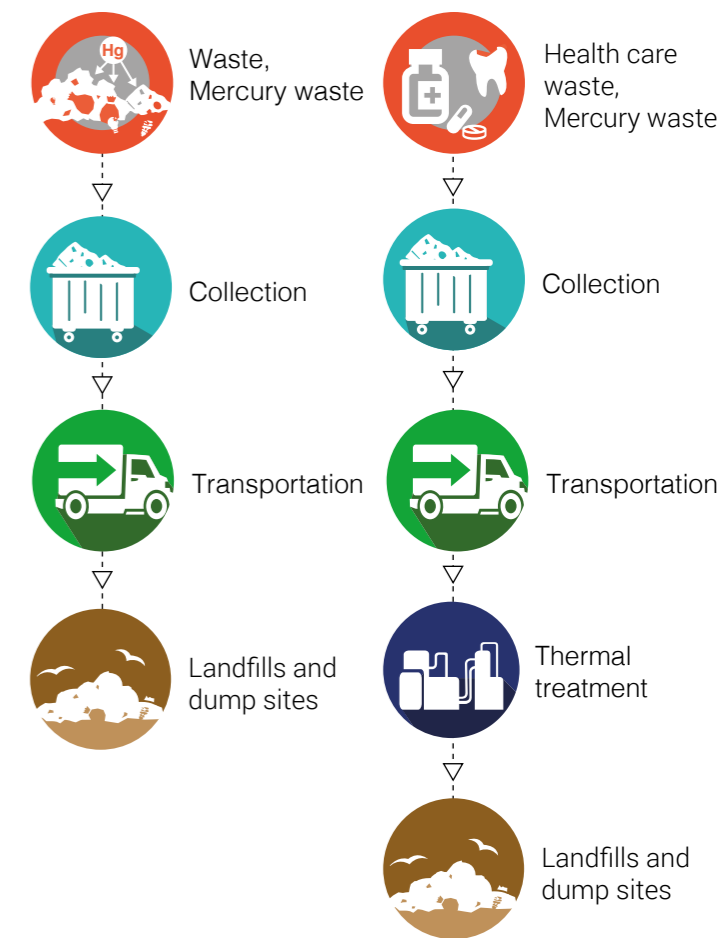 Hg
Waste,
Mercury waste
Collection
Transportation
Landfills and
dump sites
Health care
waste,
Mercury waste
Collection
Transportation
Thermal
treatment
Landfills and
dump sites